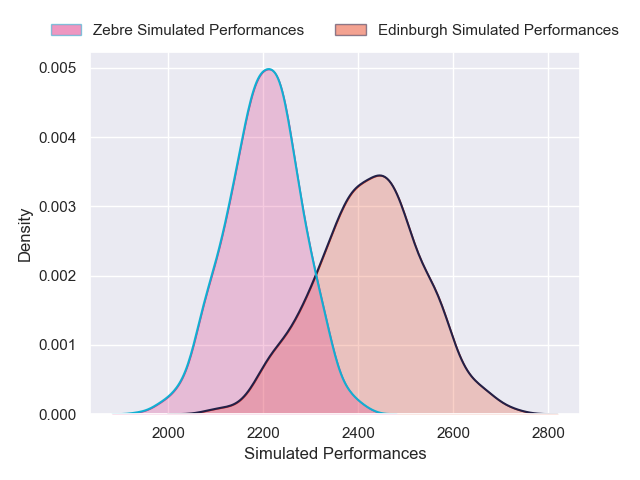 Zebre Simulated Performances Edinburgh Simulated Performances
0.005
0.004
0.003
0.002
0.001
0.000
Density
2000 2200 2400 2600 2800
Simulated Performances